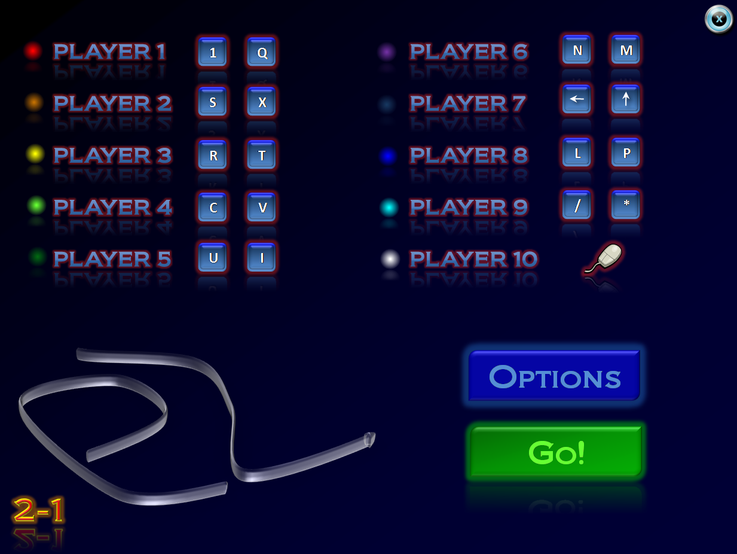 x
PLAYER 1 1 Q
PLAYER 2 S X
PLAYER 3 R T
PLAYER 4 C V
PLAYER 5 U I
PLAYER 6 N M
PLAYER 7 ← ↑
PLAYER 8 L P
PLAYER 9 / *
PLAYER 10
OPTIONS
GO!
2-1